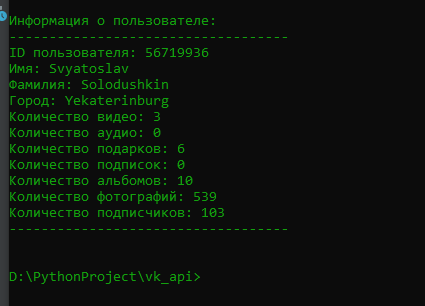 Информация о пользователе:
-----------------------------------
ID пользователя: 56719936
Имя: Svyatoslav
Фамилия: Solodushkin
Город: Yekaterinburg
Количество видео: 3
Количество аудио: 0
Количество подарков: 6
Количество подписок: 0
Количество альбомов: 10
Количество фотографий: 539
Количество подписчиков: 103
-----------------------------------
D:\PythonProject\vk_api>